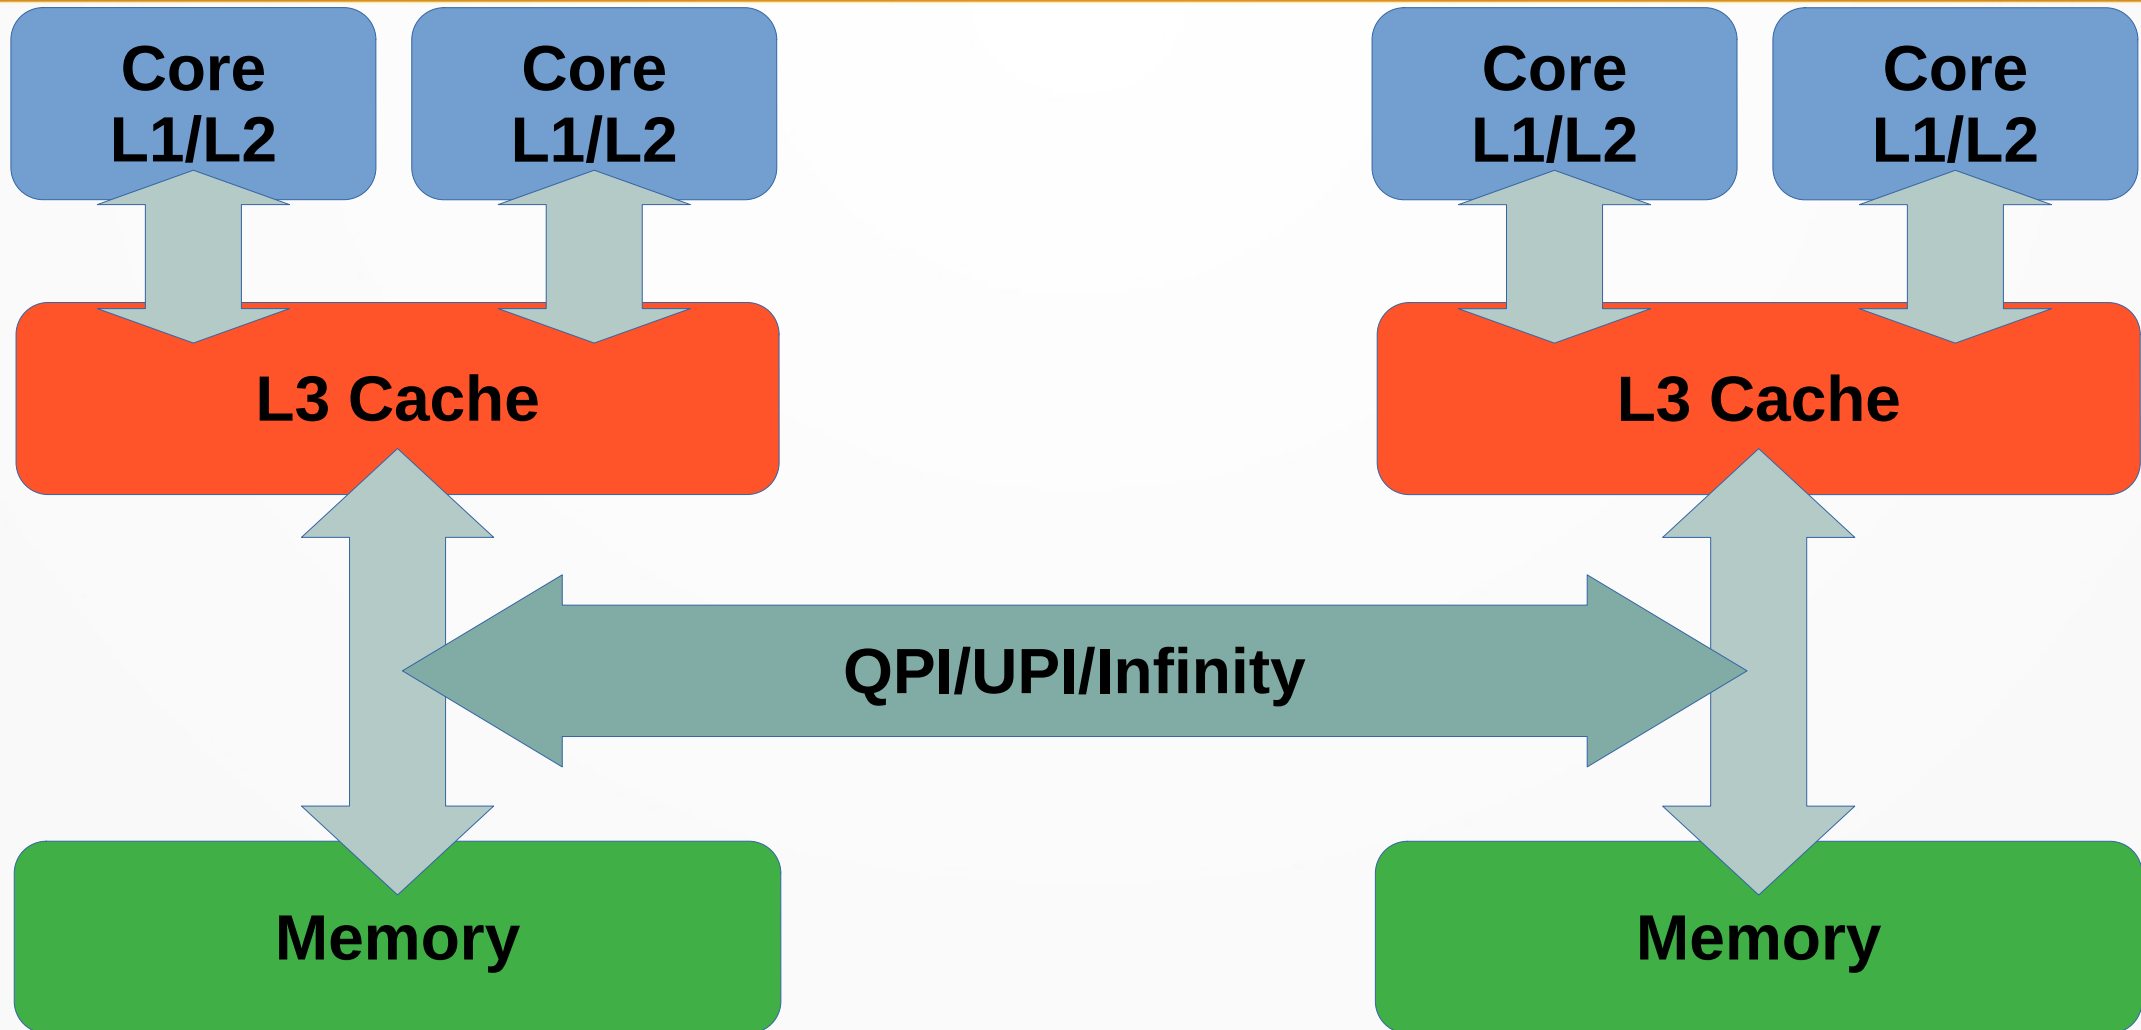 Core
L1/L2
Core
L1/L2
Core
L1/L2
Core
L1/L2
L3 Cache
L3 Cache
QPI/UPI/Infinity
Memory
Memory